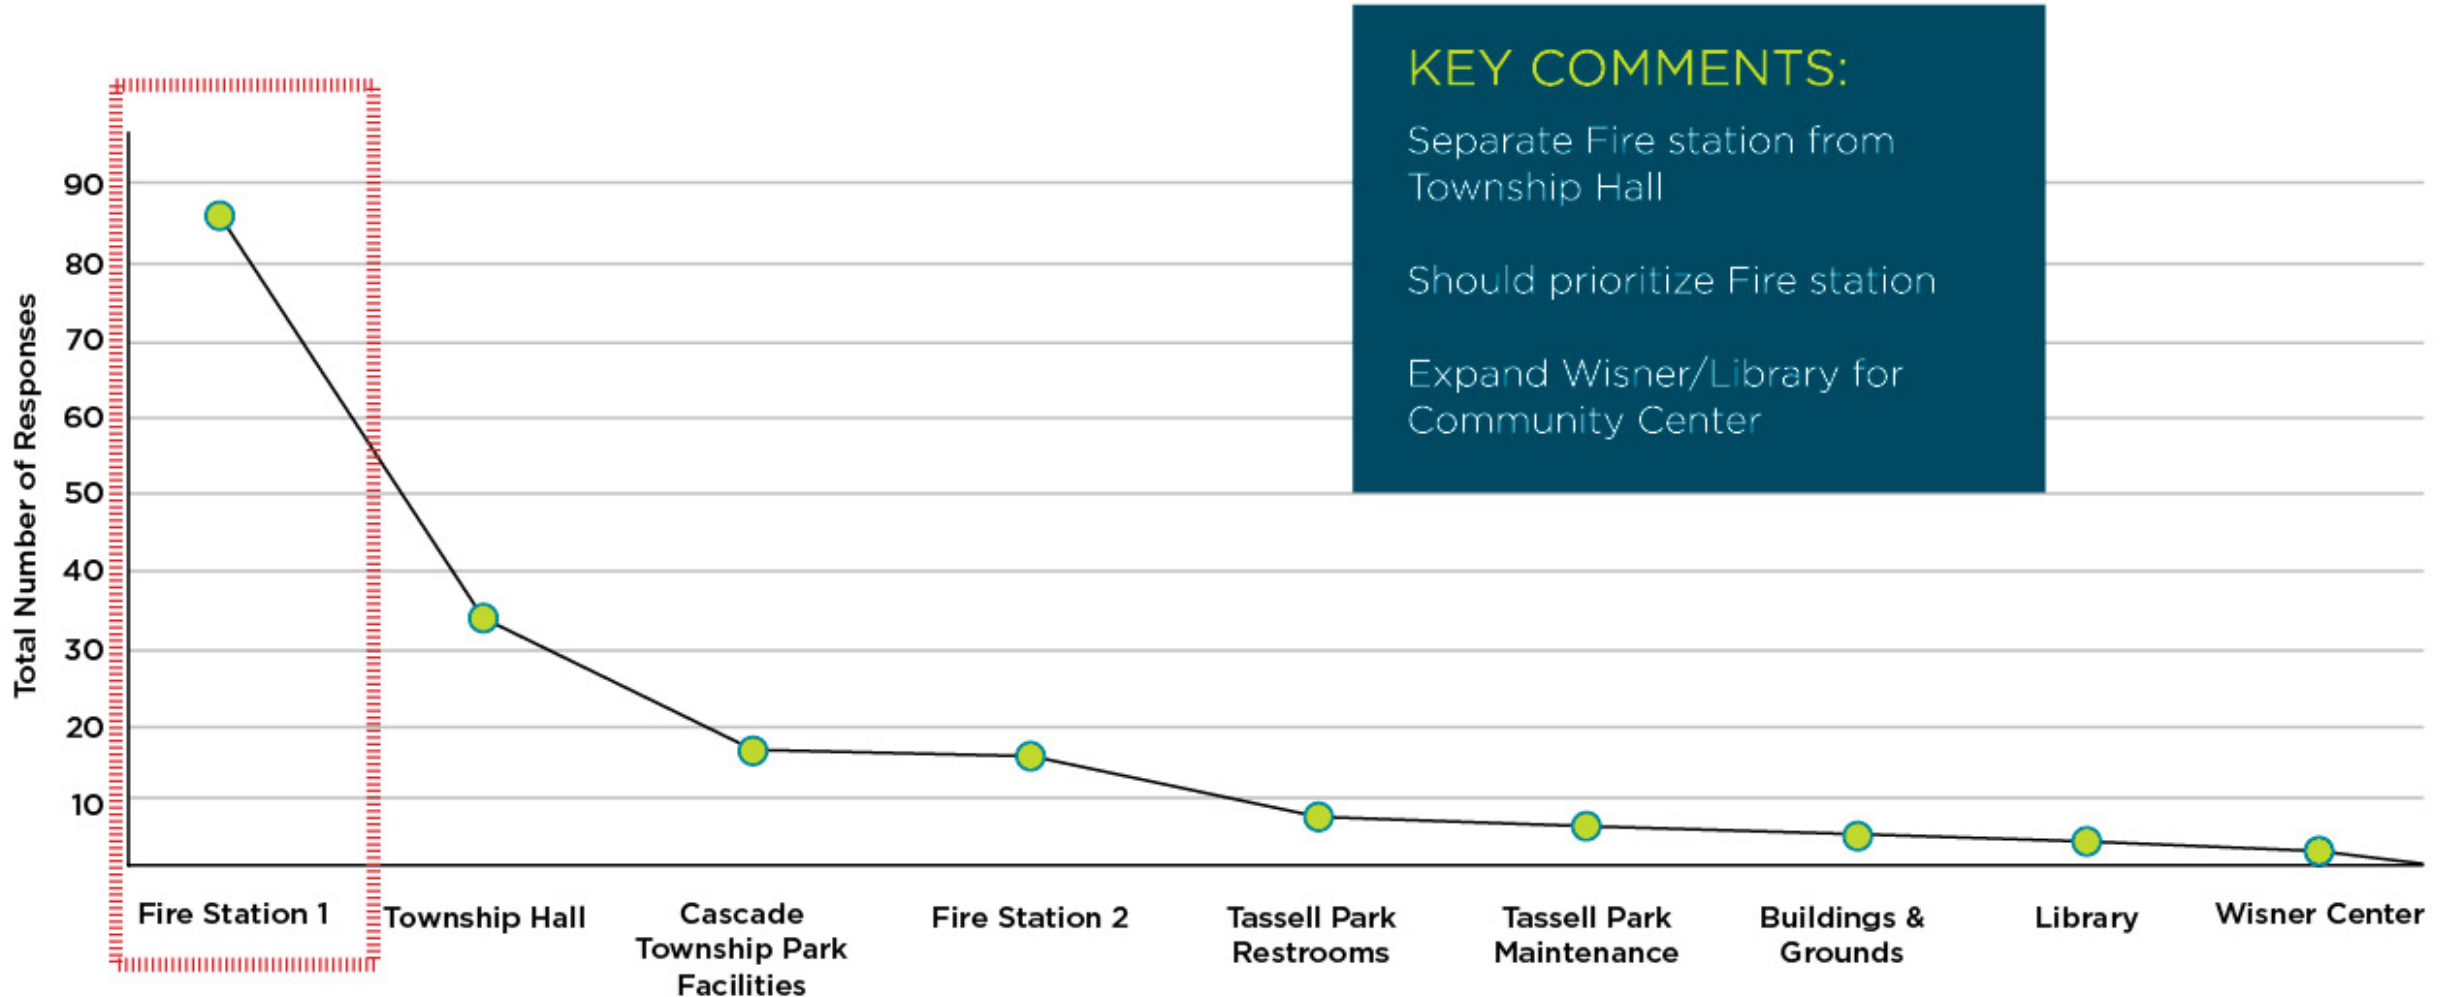 KEY COMMENTS:
Separate Fire station from
Township Hall
Should prioritize Fire station
Expand Wisner/Library for
Community Center
Total Number of Responses
90
80
70
60
50
40
30
20
10
Fire Station 1
Township Hall
Cascade
Township Park
Facilities
Fire Station 2
Tassell Park
Restrooms
Tassell Park
Maintenance
Buildings &
Grounds
Library
Wisner Center